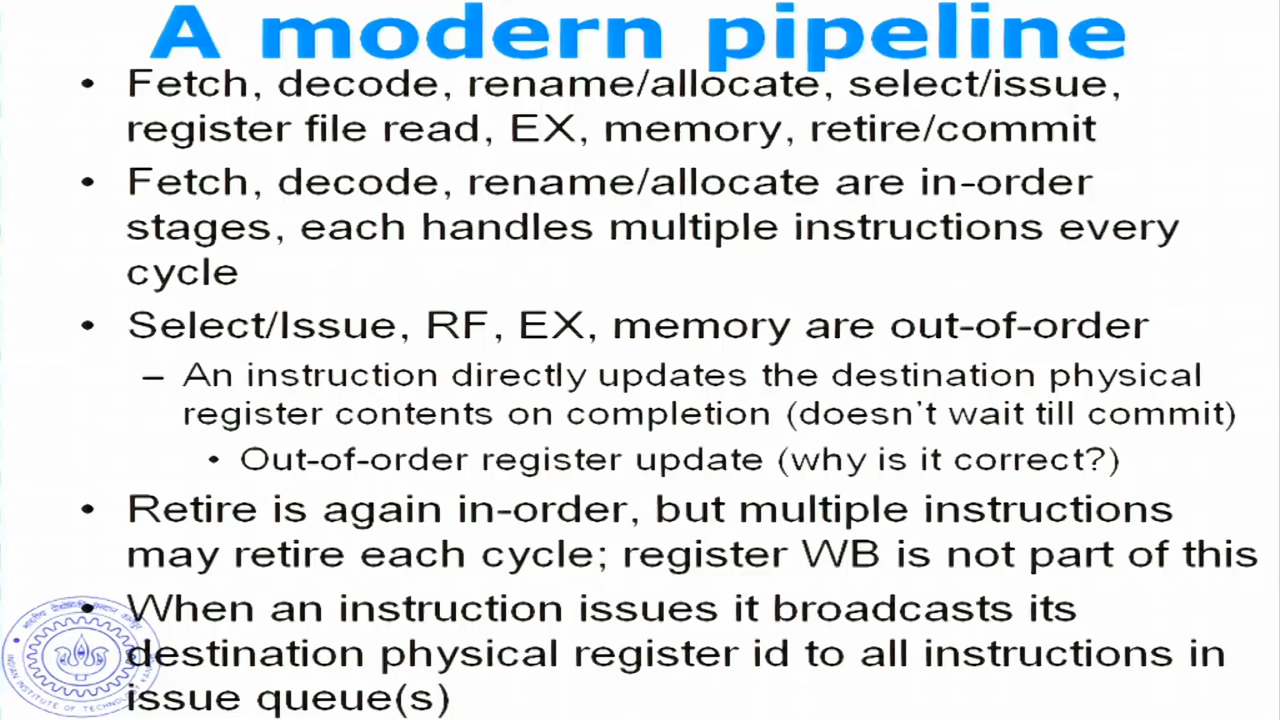 A modern pipeline
• Fetch, decode, rename/allocate, select/issue,
register file read, EX, memory, retire/commit
• Fetch, decode, rename/allocate are in-order
stages, each handles multiple instructions every
cycle
• Select/Issue, RF, EX, memory are out-of-order
– An instruction directly updates the destination physical
register contents on completion (doesn't wait till commit)
• Out-of-order register update (why is it correct?)
• Retire is again in-order, but multiple instructions
may retire each cycle; register WB is not part of this
• When an instruction issues it broadcasts its
destination physical register id to all instructions in
issue queue(s)
INDIAN INSTITUTE OF TECHNOLOGY KANPUR